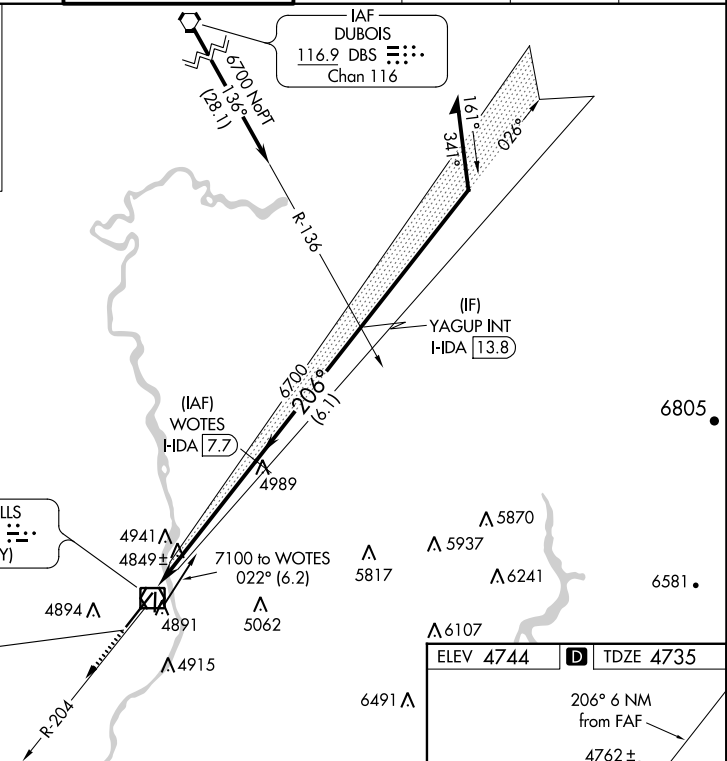 IAF
DUBOIS
116.9 DBS
Chan 116
6700 NoPT
136°
(28.1)
161°
341°
026°
R-136
(IF)
YAGUP INT
I-IDA 13.8
6700
206°
(6.1)
(IAF)
WOTES
I-IDA 7.7
6805
4989
LLS
Y)
4941
4849±
7100 to WOTES
022° (6.2)
5870
5937
5817
6241
6581
4894
4891
5062
6107
4915
R-204
6491
ELEV 4744 D TDZE 4735
206° 6 NM
from FAF
4762±